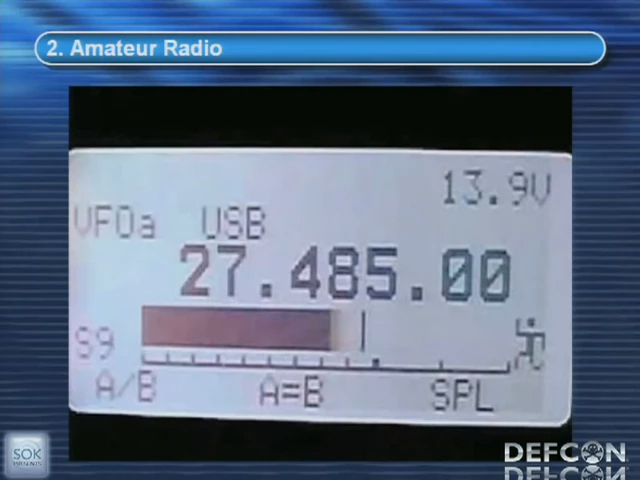 2. Amateur Radio
13.9V
VFOa USB
27.485.00
S9
A/B A=B SPL
SOK
DEFCON